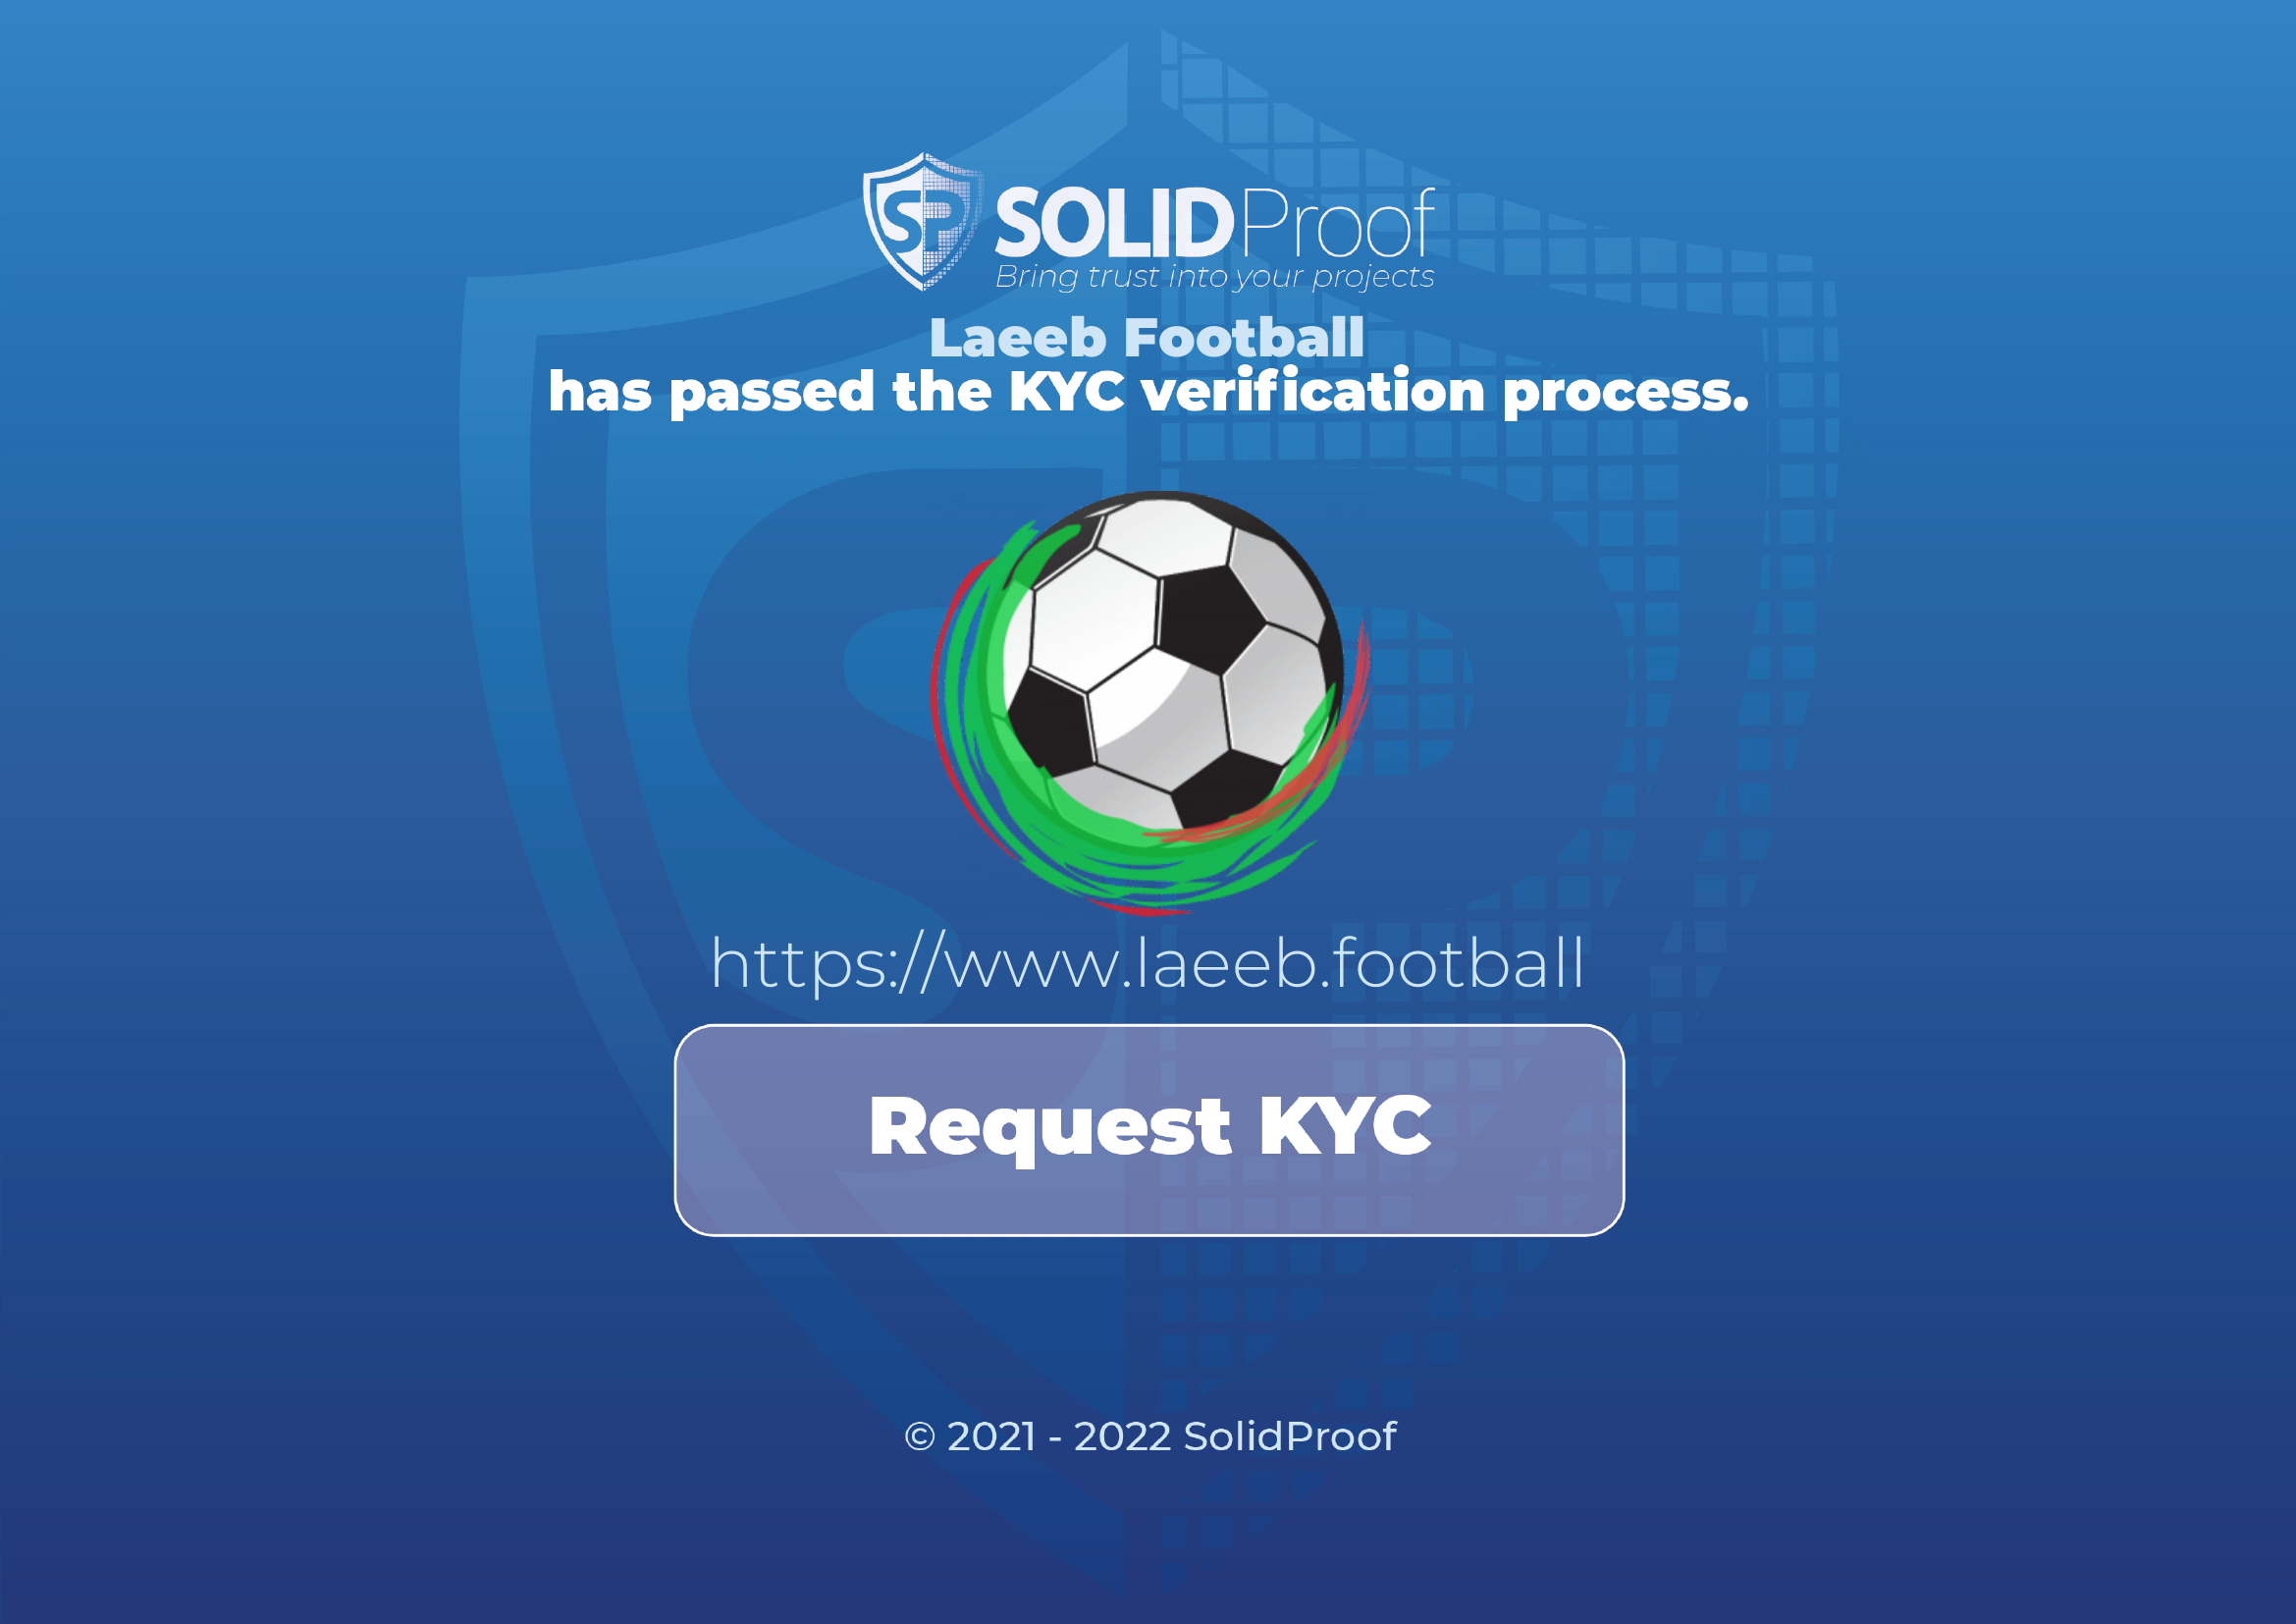 SP SOLIDProof
Bring trust into your projects
Laeeb Football
has passed the KYC verification process.
https://www.laeeb.football
Request KYC
© 2021 - 2022 SolidProof